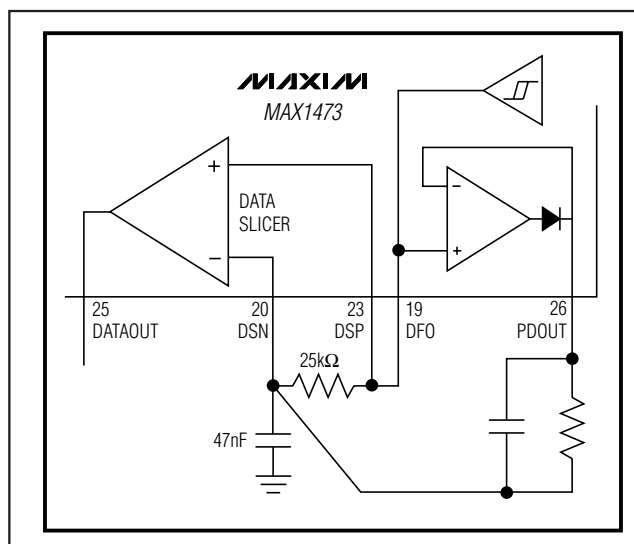 MAXIM
MAX1473
+
DATA
SLICER
−
−
+
25
DATAOUT
20
DSN
23
DSP
19
DFO
26
PDOUT
25kΩ
47nF